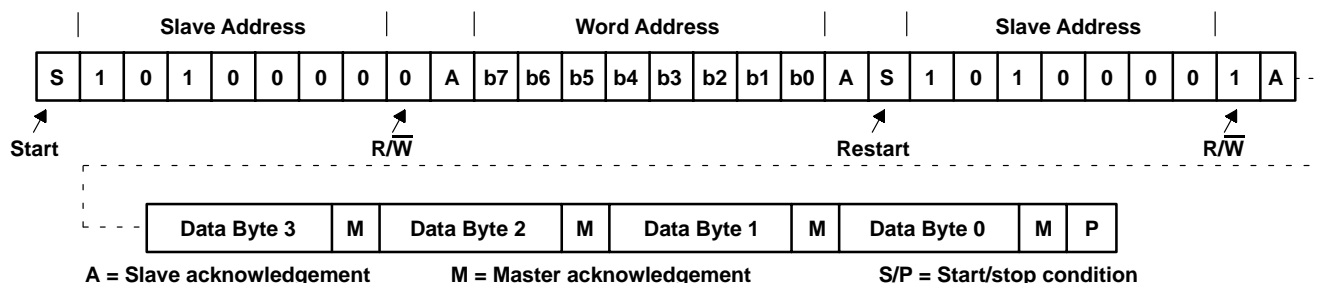 Slave Address Word Address Slave Address
S 1 0 1 0 0 0 0 0 A b7 b6 b5 b4 b3 b2 b1 b0 A S 1 0 1 0 0 0 0 1 A
Start R/W̅ Restart R/W̅
Data Byte 3 M Data Byte 2 M Data Byte 1 M Data Byte 0 M P
A = Slave acknowledgement M = Master acknowledgement S/P = Start/stop condition